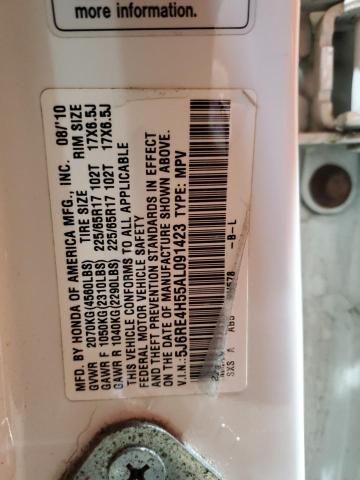 more information.
MFD. BY HONDA OF AMERICA MFG., INC. 08/'10
TIRE SIZE RIM SIZE
GVWR 2070KG(4560LBS)
GAWR F 1050KG(2310LBS) 225/65R17 102T 17X6.5J
GAWR R 1040KG(2290LBS) 225/65R17 102T 17X6.5J
THIS VEHICLE CONFORMS TO ALL APPLICABLE
FEDERAL MOTOR VEHICLE SAFETY
AND THEFT PREVENTION STANDARDS IN EFFECT
ON THE DATE OF MANUFACTURE SHOWN ABOVE.
V.I.N.:5J6RE4H55AL091423 TYPE: MPV
-B-L
SXS A ABS